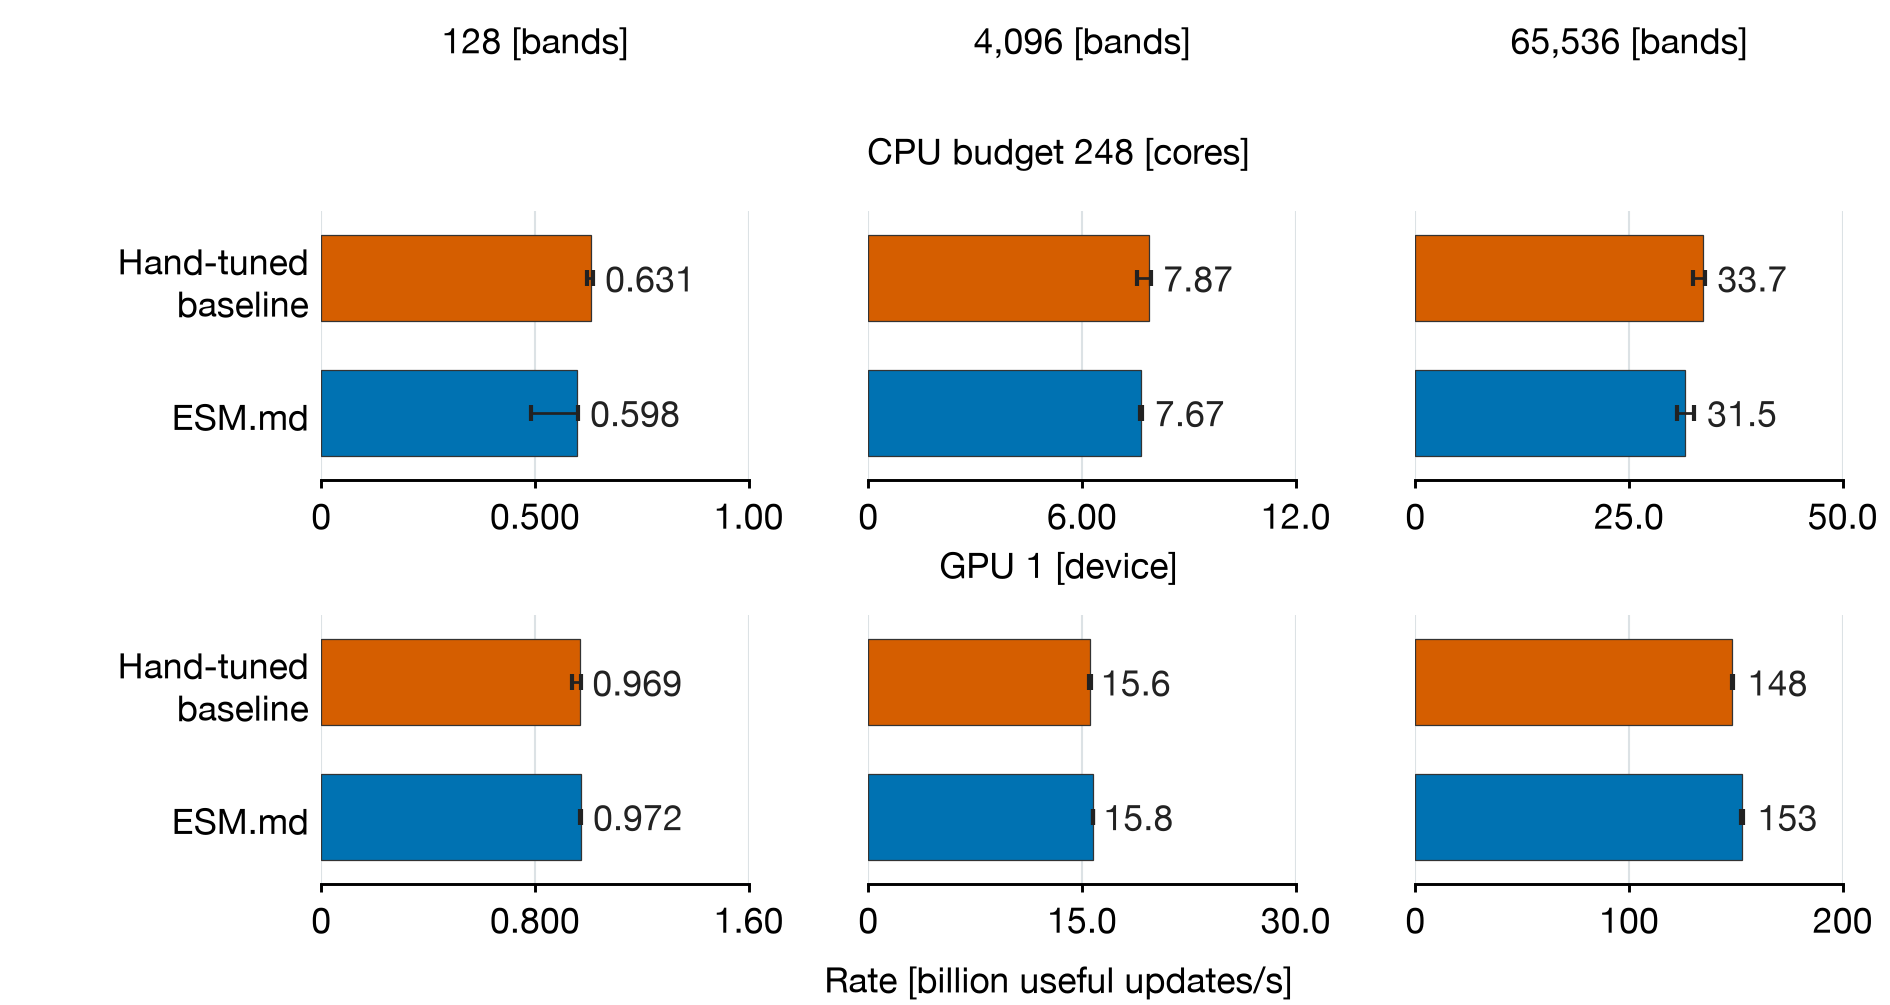 128 [bands] 4,096 [bands] 65,536 [bands]
CPU budget 248 [cores]
Hand-tuned
baseline
0.631 7.87 33.7
ESM.md 0.598 7.67 31.5
0 0.500 1.00 0 6.00 12.0 0 25.0 50.0
GPU 1 [device]
Hand-tuned
baseline
0.969 15.6 148
ESM.md 0.972 15.8 153
0 0.800 1.60 0 15.0 30.0 0 100 200
Rate [billion useful updates/s]